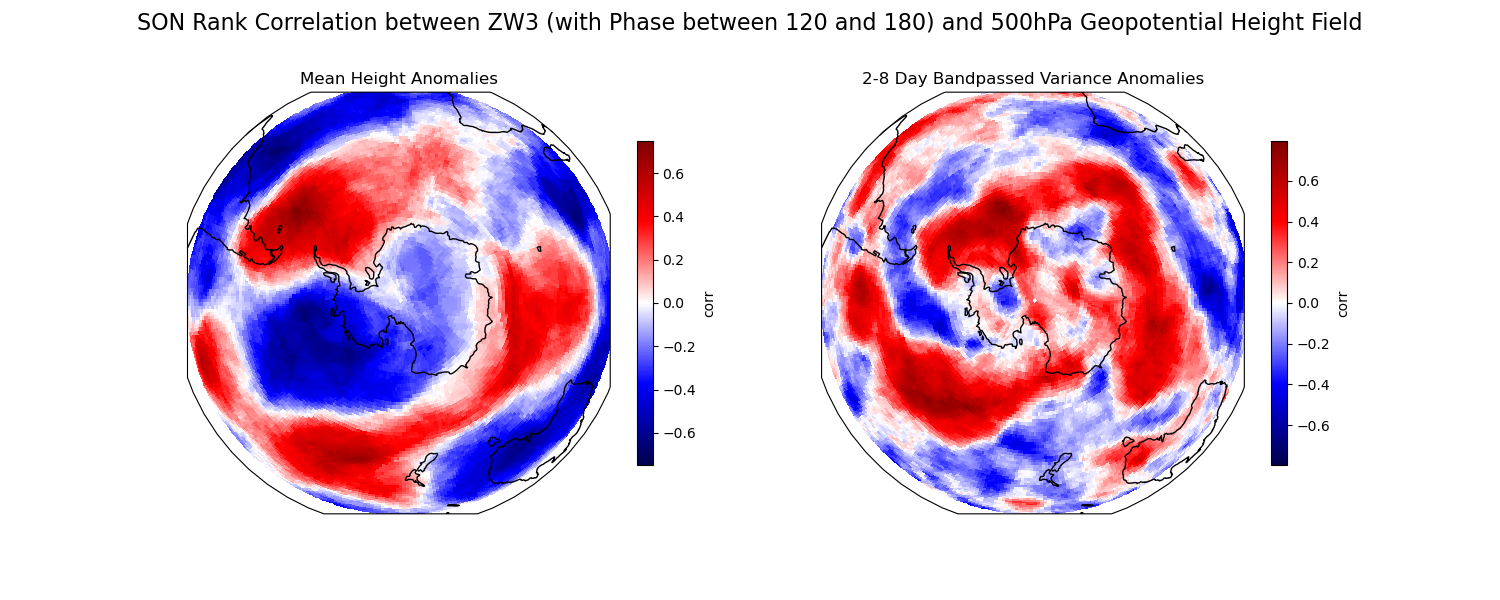 SON Rank Correlation between ZW3 (with Phase between 120 and 180) and 500hPa Geopotential Height Field
Mean Height Anomalies
0.6
0.4
0.2
0.0
−0.2
−0.4
−0.6
corr
2-8 Day Bandpassed Variance Anomalies
0.6
0.4
0.2
0.0
−0.2
−0.4
−0.6
corr